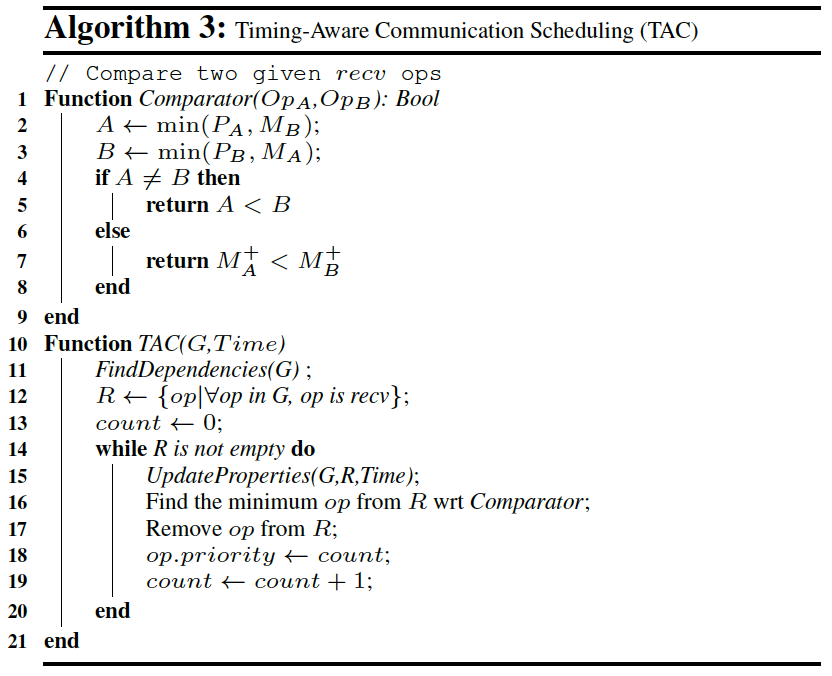 Algorithm 3: Timing-Aware Communication Scheduling (TAC)
// Compare two given recv ops
1 Function Comparator(Op_A,Op_B): Bool
2 A ← min(P_A, M_B);
3 B ← min(P_B, M_A);
4 if A ≠ B then
5 return A < B
6 else
7 return M_A^+ < M_B^+
8 end
9 end
10 Function TAC(G,Time)
11 FindDependencies(G) ;
12 R ← {op|∀op in G, op is recv};
13 count ← 0;
14 while R is not empty do
15 UpdateProperties(G,R,Time);
16 Find the minimum op from R wrt Comparator;
17 Remove op from R;
18 op.priority ← count;
19 count ← count + 1;
20 end
21 end